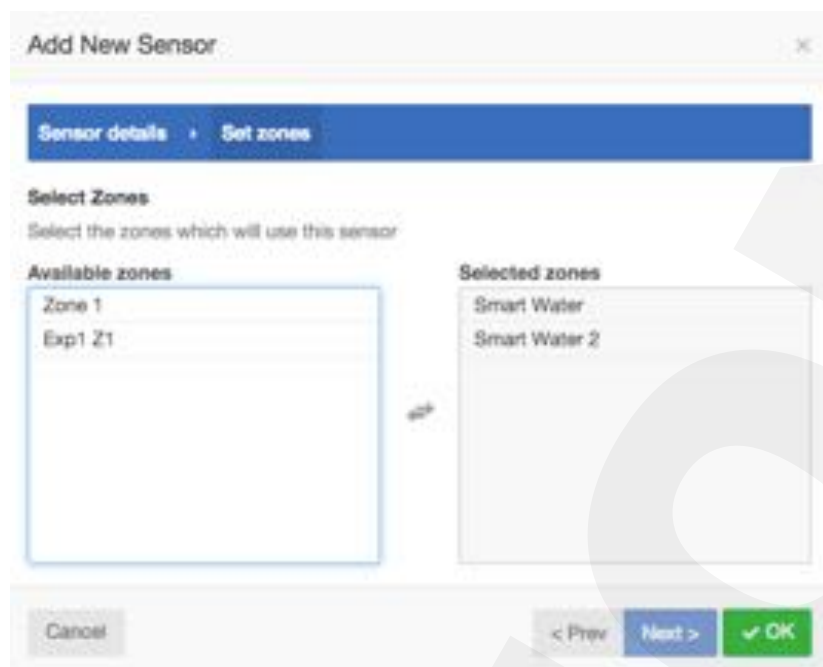 Add New Sensor ×
Sensor details › Set zones
Select Zones
Select the zones which will use this sensor
Available zones
Zone 1
Exp1 Z1
Selected zones
Smart Water
Smart Water 2
Cancel
< Prev
Next >
✔ OK